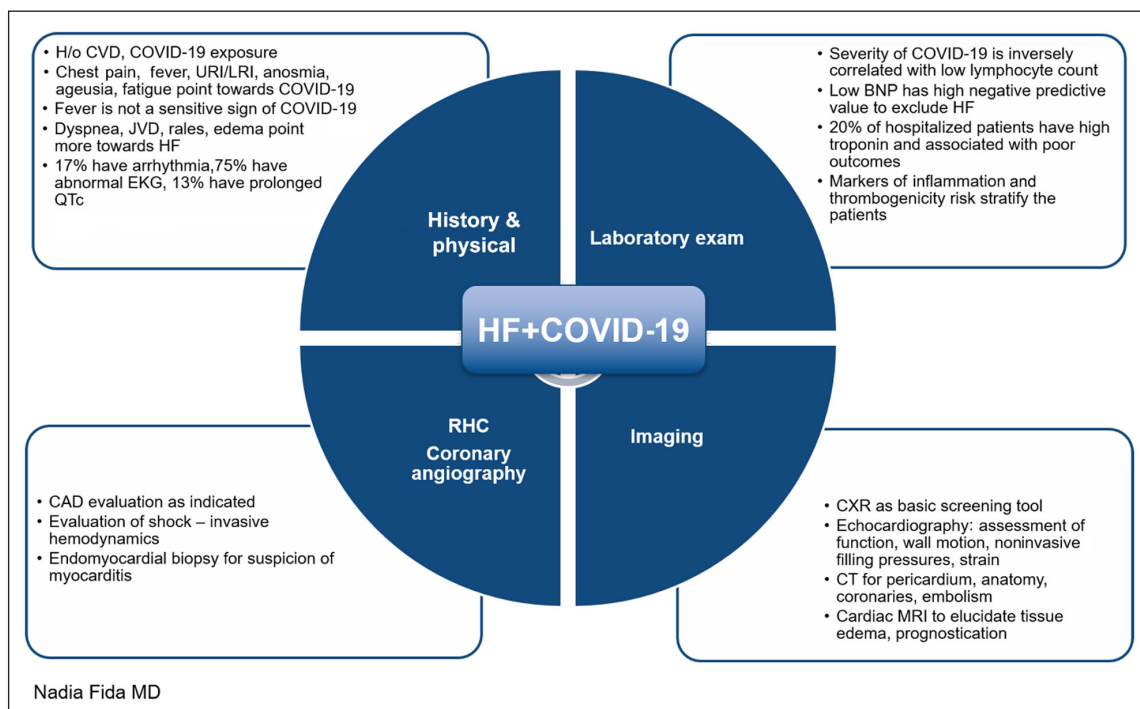 • H/o CVD, COVID-19 exposure
• Chest pain, fever, URI/LRI, anosmia,
ageusia, fatigue point towards COVID-19
• Fever is not a sensitive sign of COVID-19
• Dyspnea, JVD, rales, edema point
more towards HF
• 17% have arrhythmia,75% have
abnormal EKG, 13% have prolonged
QTc
• Severity of COVID-19 is inversely
correlated with low lymphocyte count
• Low BNP has high negative predictive
value to exclude HF
• 20% of hospitalized patients have high
troponin and associated with poor
outcomes
• Markers of inflammation and
thrombogenicity risk stratify the
patients
History &
physical
Laboratory exam
HF+COVID-19
RHC
Coronary
angiography
Imaging
• CAD evaluation as indicated
• Evaluation of shock – invasive
hemodynamics
• Endomyocardial biopsy for suspicion of
myocarditis
• CXR as basic screening tool
• Echocardiography: assessment of
function, wall motion, noninvasive
filling pressures, strain
• CT for pericardium, anatomy,
coronaries, embolism
• Cardiac MRI to elucidate tissue
edema, prognostication
Nadia Fida MD